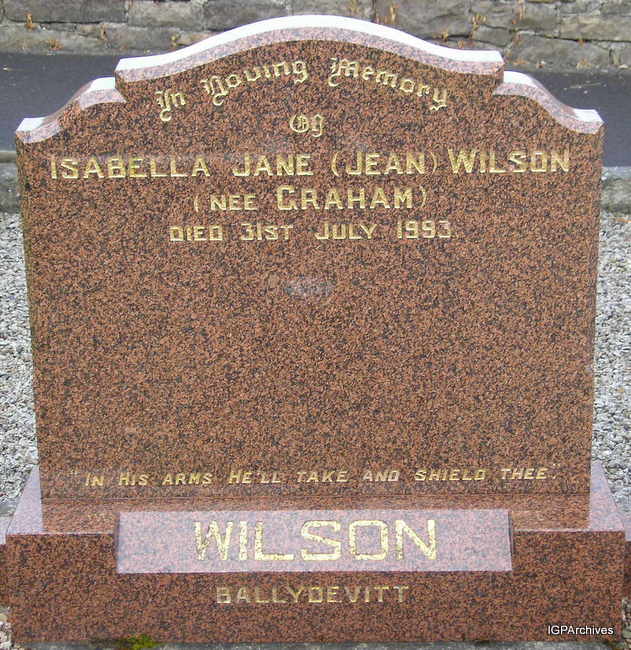 In Loving Memory
Of
ISABELLA JANE (JEAN) WILSON
(NEE GRAHAM)
DIED 31ST JULY 1993
"IN HIS ARMS HE'LL TAKE AND SHIELD THEE."
WILSON
BALLYDEVITT
IGPArchives